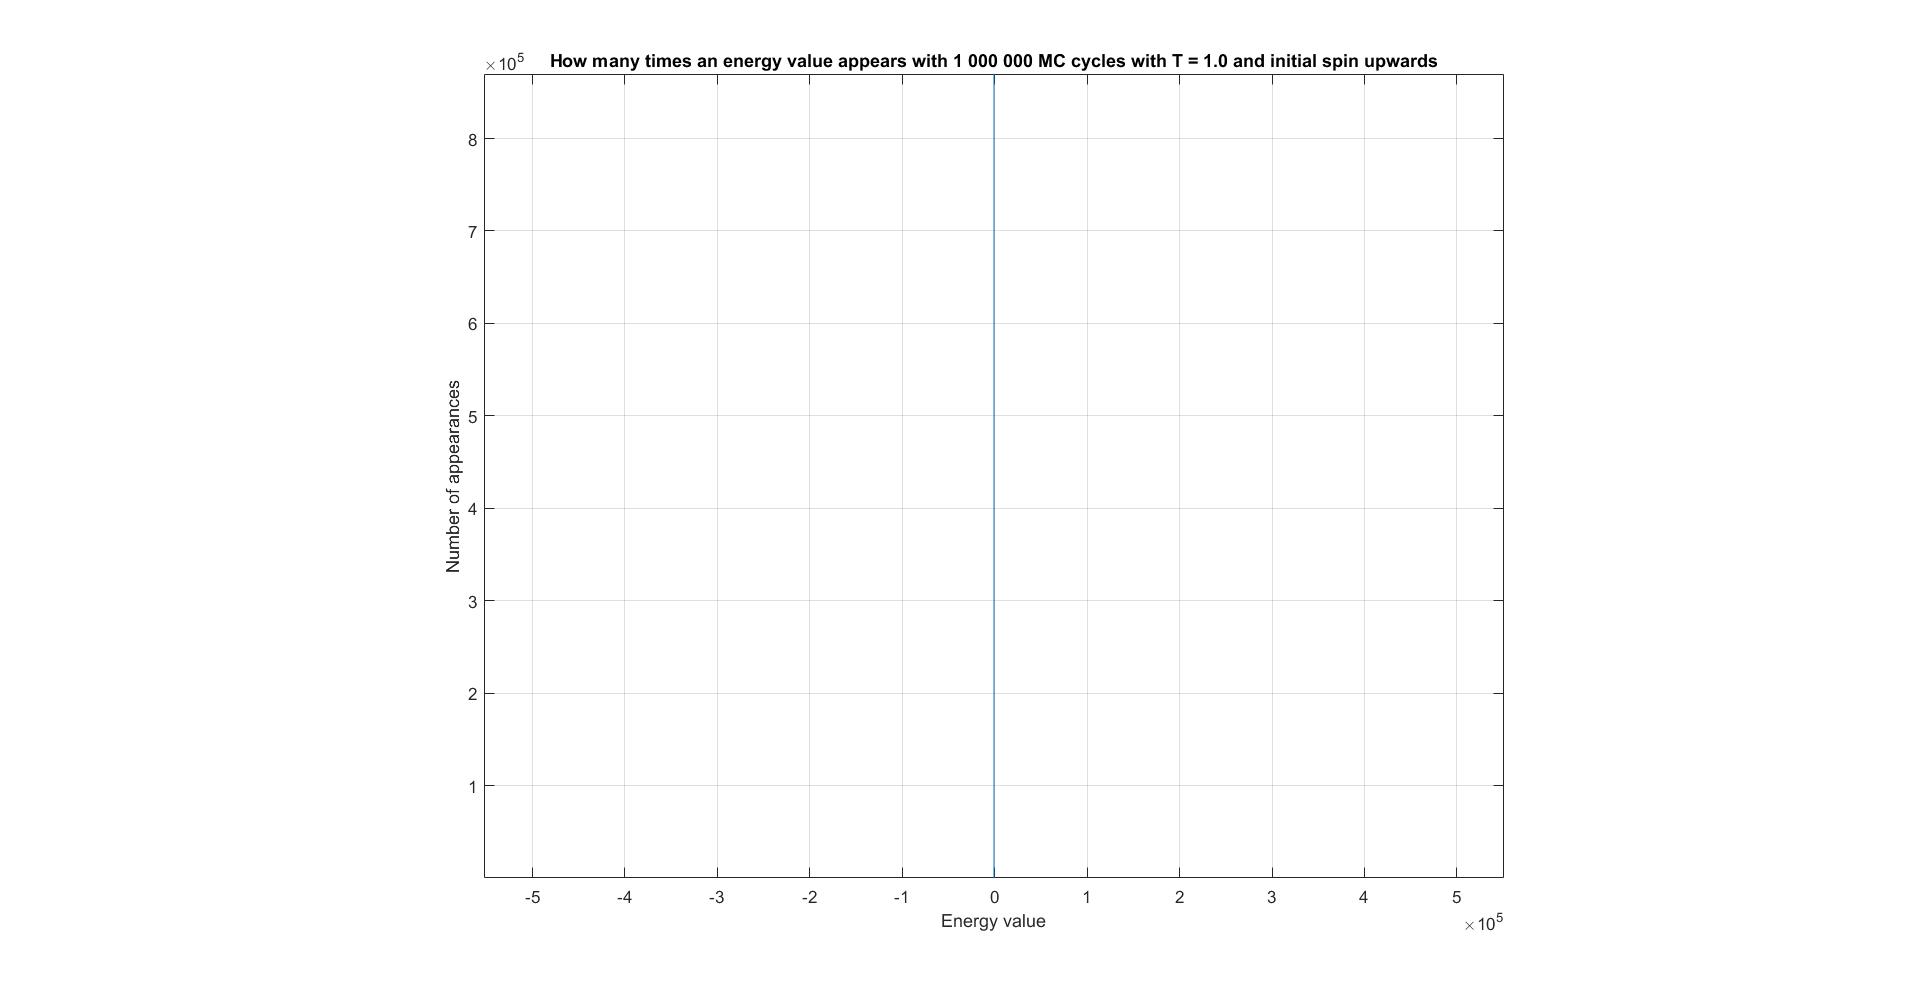 How many times an energy value appears with 1 000 000 MC cycles with T = 1.0 and initial spin upwards
×10^5
8
7
6
5
4
3
2
1
Number of appearances
-5 -4 -3 -2 -1 0 1 2 3 4 5
Energy value
×10^5